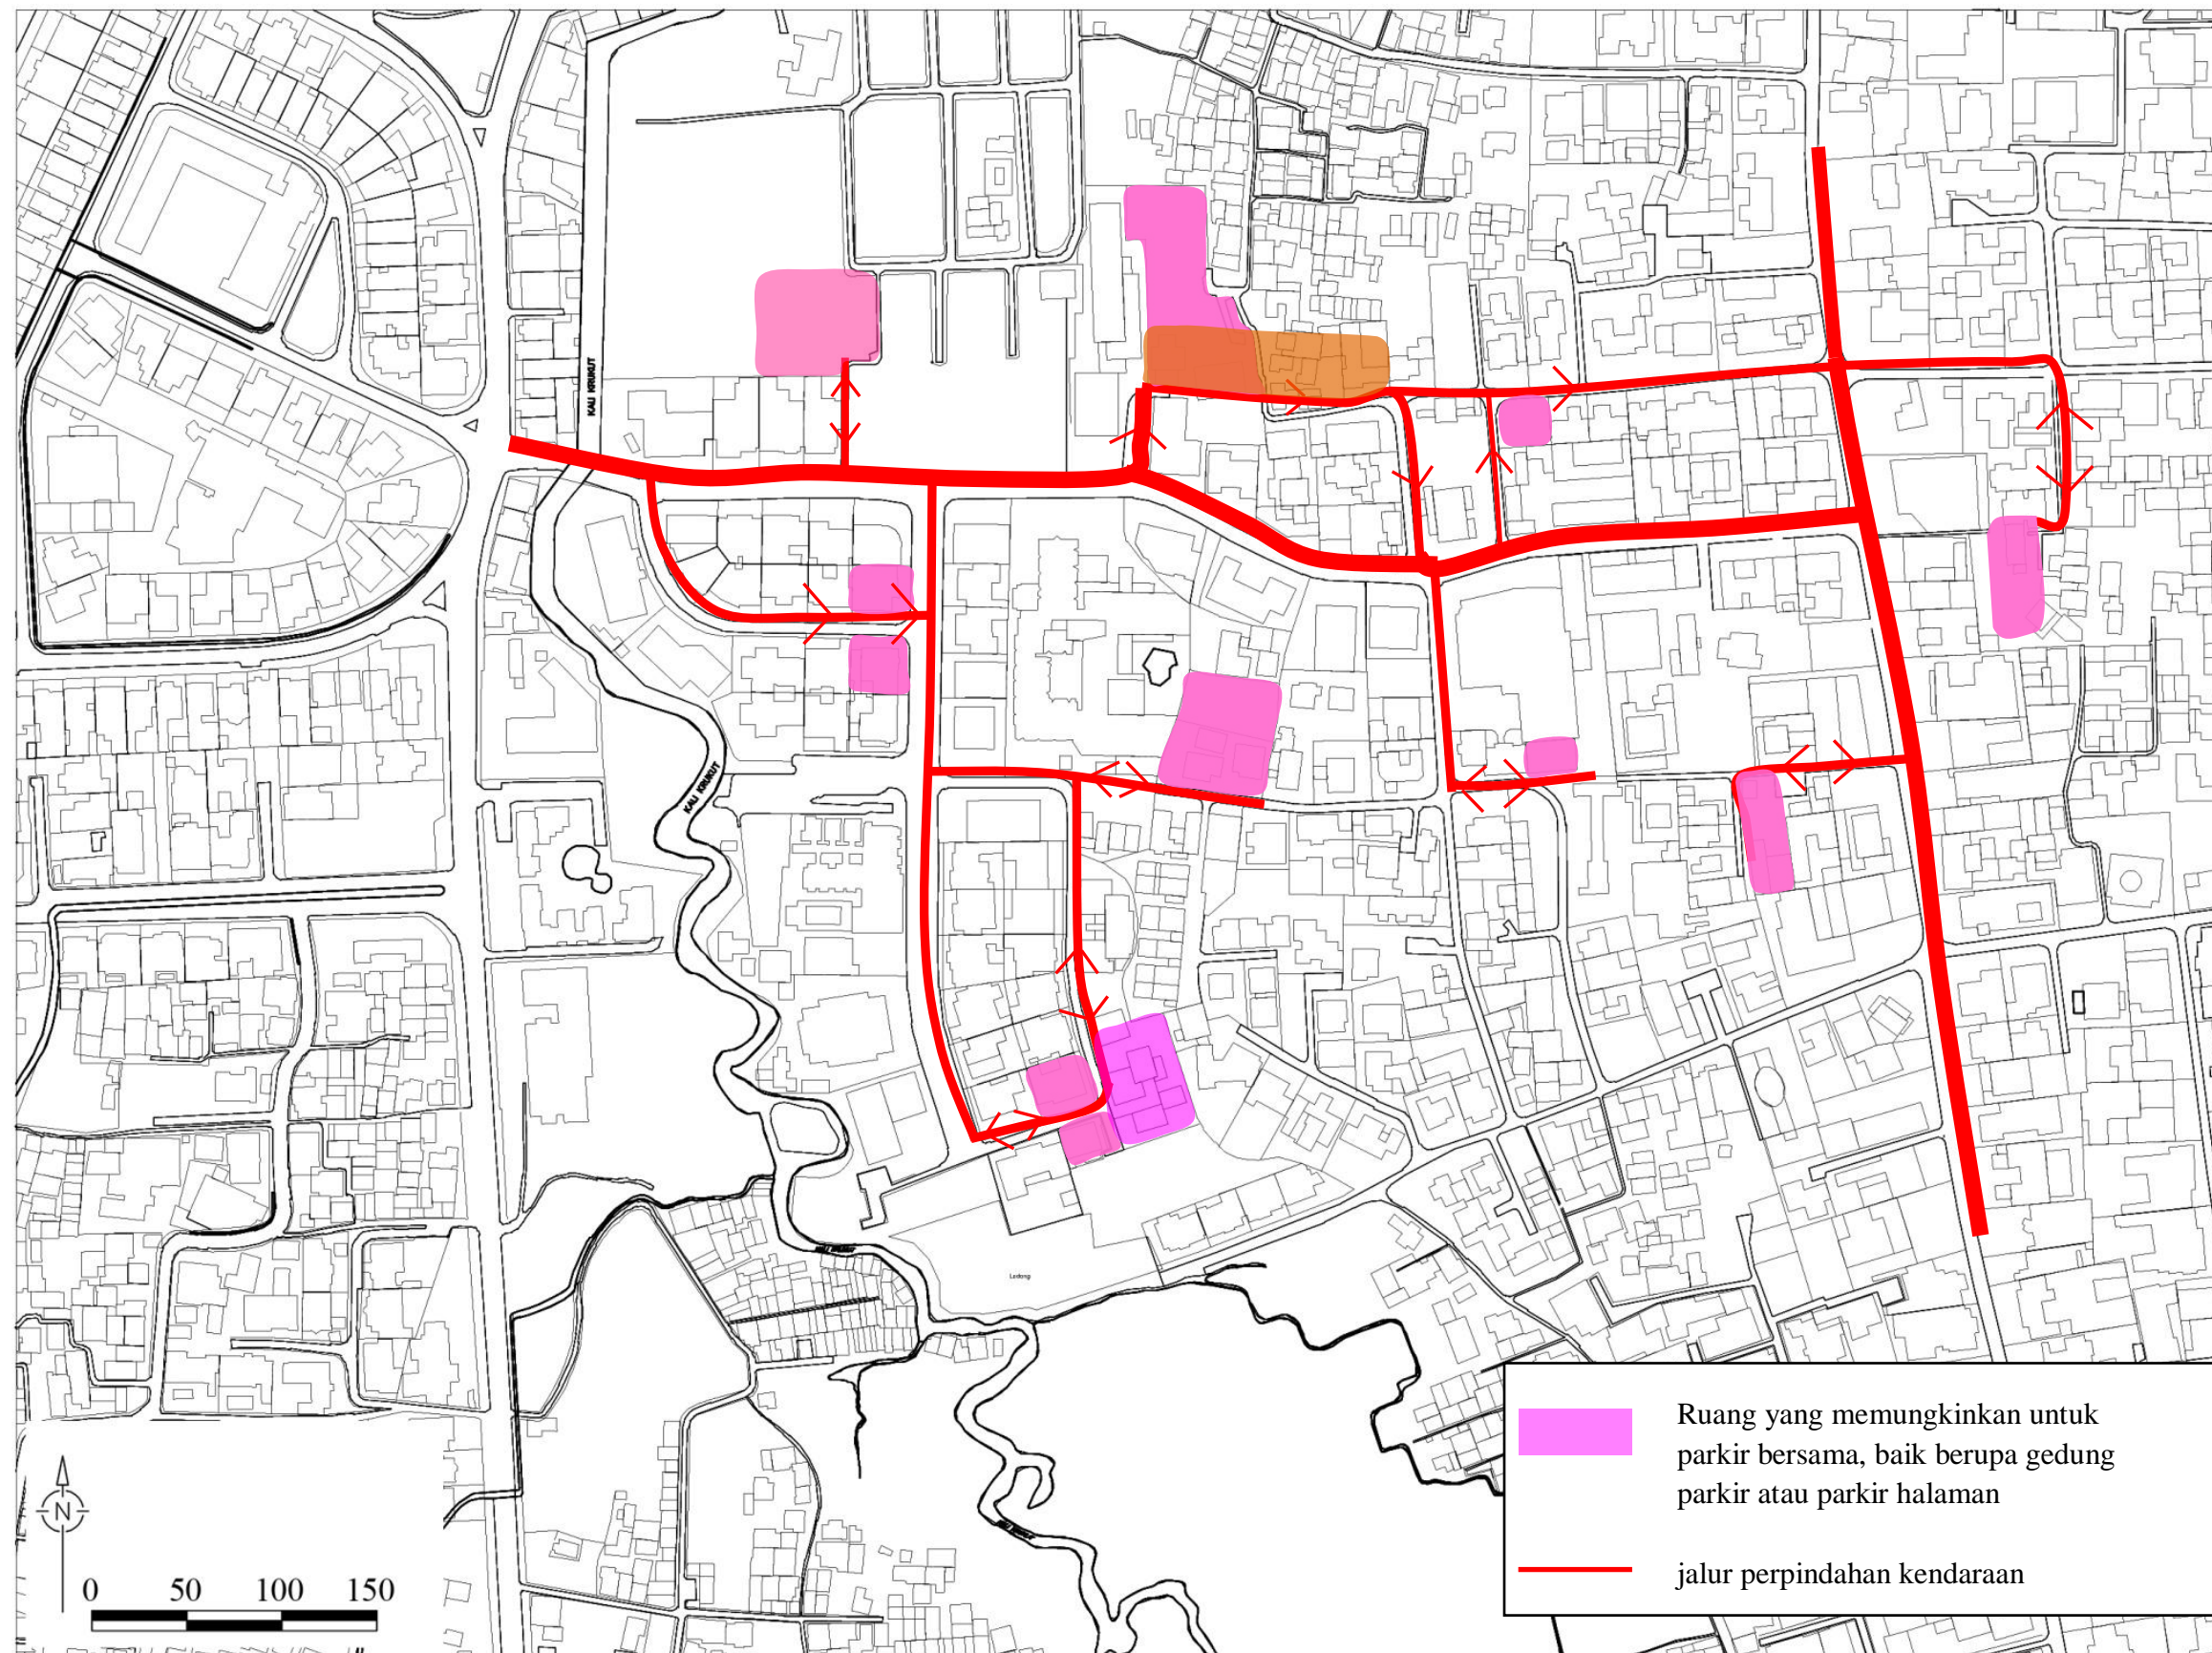 KALI KRUKUT
KALI KRUKUT
Ladang
N
0 50 100 150
Ruang yang memungkinkan untuk
parkir bersama, baik berupa gedung
parkir atau parkir halaman
jalur perpindahan kendaraan